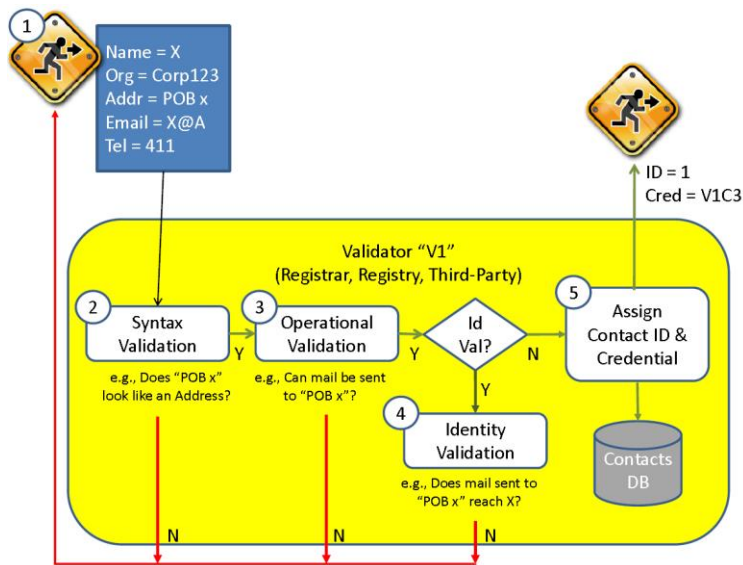 1
Name = X
Org = Corp123
Addr = POB x
Email = X@A
Tel = 411
ID = 1
Cred = V1C3
Validator “V1”
(Registrar, Registry, Third-Party)
2
Syntax
Validation
Y
e.g., Does “POB x”
look like an Address?
N
3
Operational
Validation
Y
e.g., Can mail be sent
to “POB x”?
N
Id
Val?
N
Y
4
Identity
Validation
e.g., Does mail sent to
“POB x” reach X?
N
5
Assign
Contact ID &
Credential
Contacts
DB